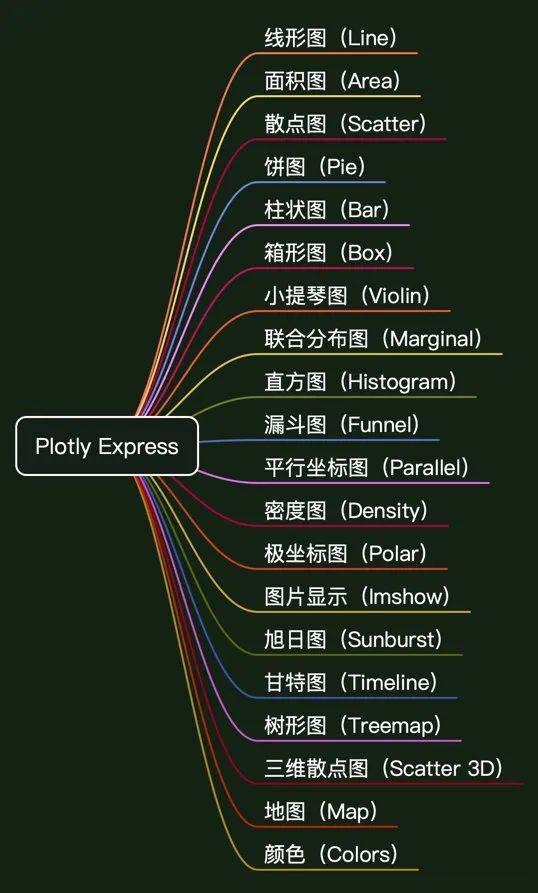 线形图（Line）
面积图（Area）
散点图（Scatter）
饼图（Pie）
柱状图（Bar）
箱形图（Box）
小提琴图（Violin）
联合分布图（Marginal）
直方图（Histogram）
漏斗图（Funnel）
Plotly Express
平行坐标图（Parallel）
密度图（Density）
极坐标图（Polar）
图片显示（Imshow）
旭日图（Sunburst）
甘特图（Timeline）
树形图（Treemap）
三维散点图（Scatter 3D）
地图（Map）
颜色（Colors）